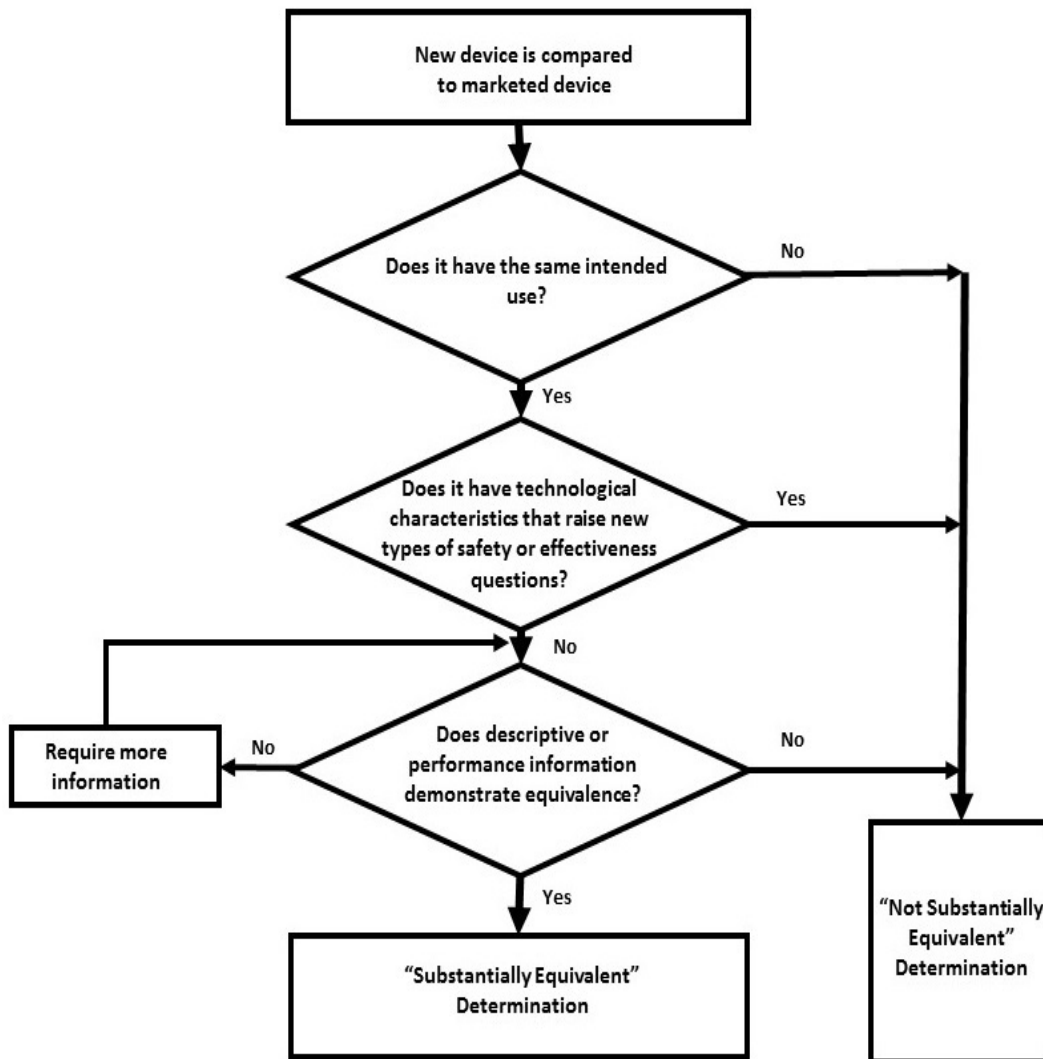 New device is compared
to marketed device
Does it have the same intended
use?
No
Yes
Does it have technological
characteristics that raise new
types of safety or effectiveness
questions?
Yes
No
Require more
information
No
Does descriptive or
performance information
demonstrate equivalence?
No
Yes
“Substantially Equivalent”
Determination
“Not Substantially
Equivalent”
Determination